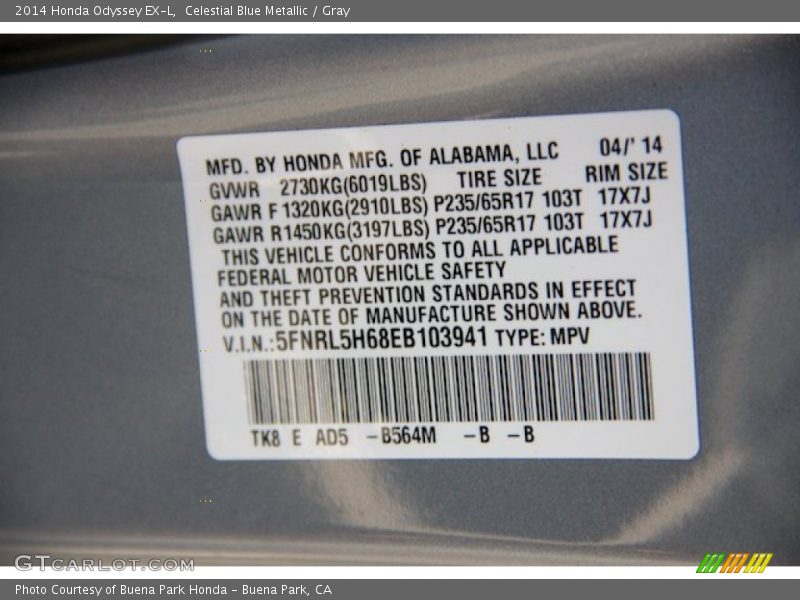 2014 Honda Odyssey EX-L,  Celestial Blue Metallic / Gray
MFD. BY HONDA MFG. OF ALABAMA, LLC 04/' 14
GVWR 2730KG(6019LBS) TIRE SIZE RIM SIZE
GAWR F 1320KG(2910LBS) P235/65R17 103T 17X7J
GAWR R1450KG(3197LBS) P235/65R17 103T 17X7J
THIS VEHICLE CONFORMS TO ALL APPLICABLE
FEDERAL MOTOR VEHICLE SAFETY
AND THEFT PREVENTION STANDARDS IN EFFECT
ON THE DATE OF MANUFACTURE SHOWN ABOVE.
V.I.N.:5FNRL5H68EB103941 TYPE: MPV
TK8 E AD5 -B564M -B -B
GTCARLOT.COM
Photo Courtesy of Buena Park Honda - Buena Park, CA